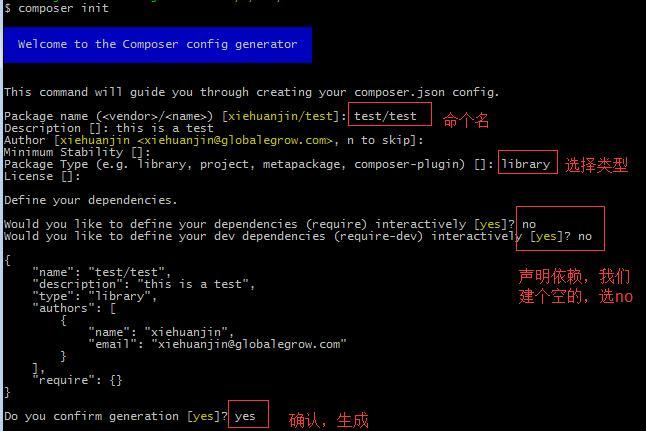 $ composer init
Welcome to the Composer config generator
This command will guide you through creating your composer.json config.
Package name (<vendor>/<name>) [xiehuanjin/test]: test/test 命个名
Description []: this is a test
Author [xiehuanjin <xiehuanjin@globalegrow.com>, n to skip]:
Minimum Stability []:
Package Type (e.g. library, project, metapackage, composer-plugin) []: library 选择类型
License []:
Define your dependencies.
Would you like to define your dependencies (require) interactively [yes]? no
Would you like to define your dev dependencies (require-dev) interactively [yes]? no
声明依赖，我们
建个空的，选no
{
    "name": "test/test",
    "description": "this is a test",
    "type": "library",
    "authors": [
        {
            "name": "xiehuanjin",
            "email": "xiehuanjin@globalegrow.com"
        }
    ],
    "require": {}
}
Do you confirm generation [yes]? yes 确认，生成